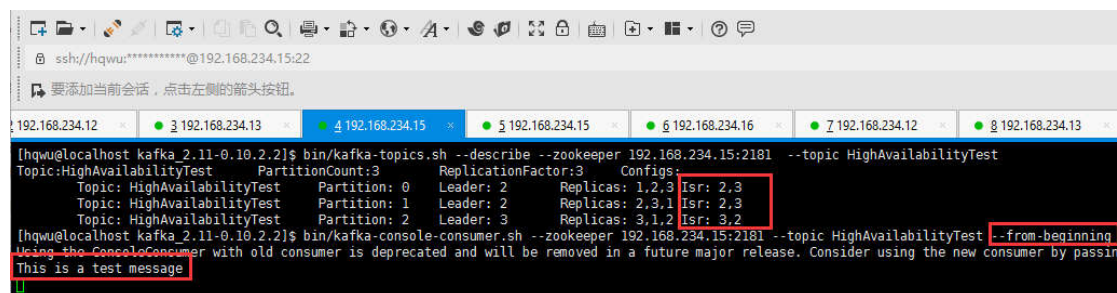 ssh://hqwu:***********@192.168.234.15:22
要添加当前会话，点击左侧的箭头按钮。
2 192.168.234.12 × 3 192.168.234.13 × 4 192.168.234.15 × 5 192.168.234.15 × 6 192.168.234.16 × 7 192.168.234.12 × 8 192.168.234.13 ×
[hqwu@localhost kafka_2.11-0.10.2.2]$ bin/kafka-topics.sh --describe --zookeeper 192.168.234.15:2181 --topic HighAvailabilityTest
Topic:HighAvailabilityTest PartitionCount:3 ReplicationFactor:3 Configs:
Topic: HighAvailabilityTest Partition: 0 Leader: 2 Replicas: 1,2,3 Isr: 2,3
Topic: HighAvailabilityTest Partition: 1 Leader: 2 Replicas: 2,3,1 Isr: 2,3
Topic: HighAvailabilityTest Partition: 2 Leader: 3 Replicas: 3,1,2 Isr: 3,2
[hqwu@localhost kafka_2.11-0.10.2.2]$ bin/kafka-console-consumer.sh --zookeeper 192.168.234.15:2181 --topic HighAvailabilityTest --from-beginning
Using the ConsoleConsumer with old consumer is deprecated and will be removed in a future major release. Consider using the new consumer by passin
This is a test message